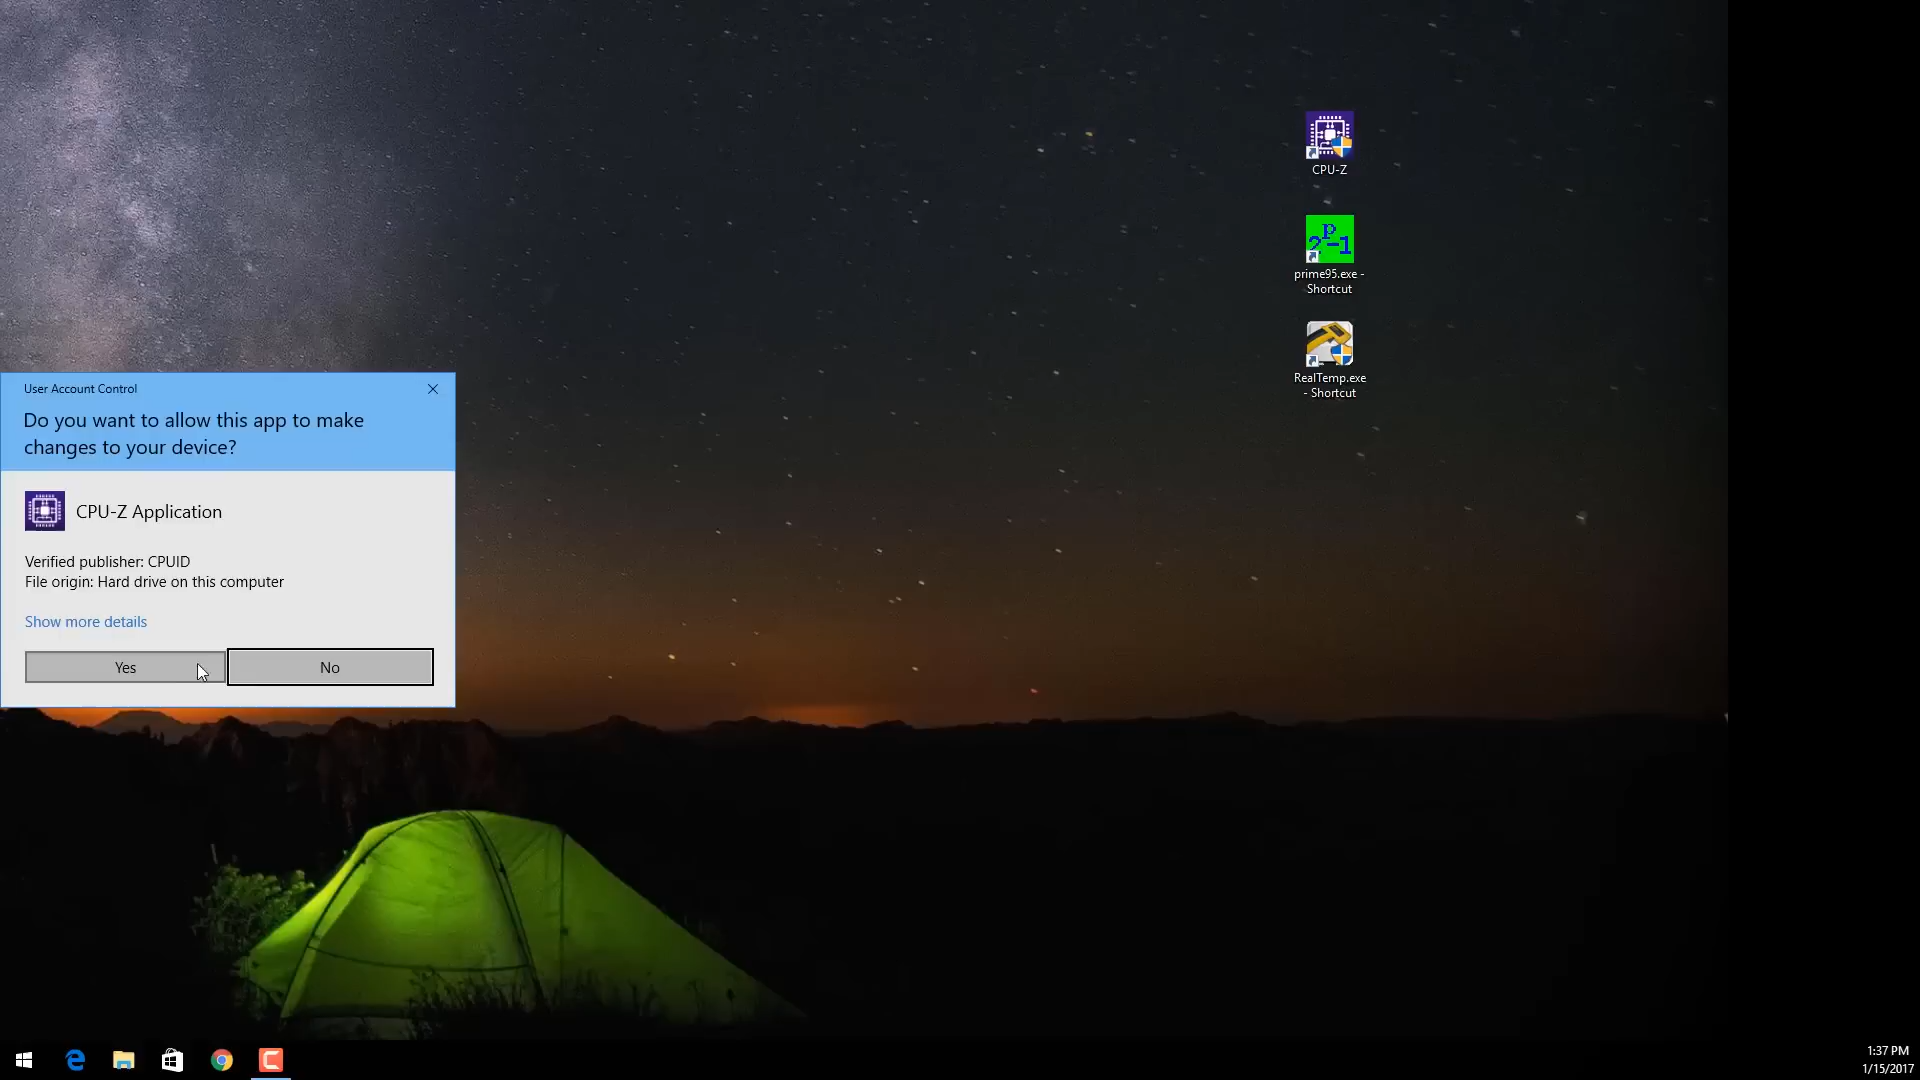 CPU-Z
2
p
-1
prime95.exe -
Shortcut
RealTemp.exe
- Shortcut
User Account Control
Do you want to allow this app to make
changes to your device?
CPU-Z Application
Verified publisher: CPUID
File origin: Hard drive on this computer
Show more details
Yes
No
1:37 PM
1/15/2017